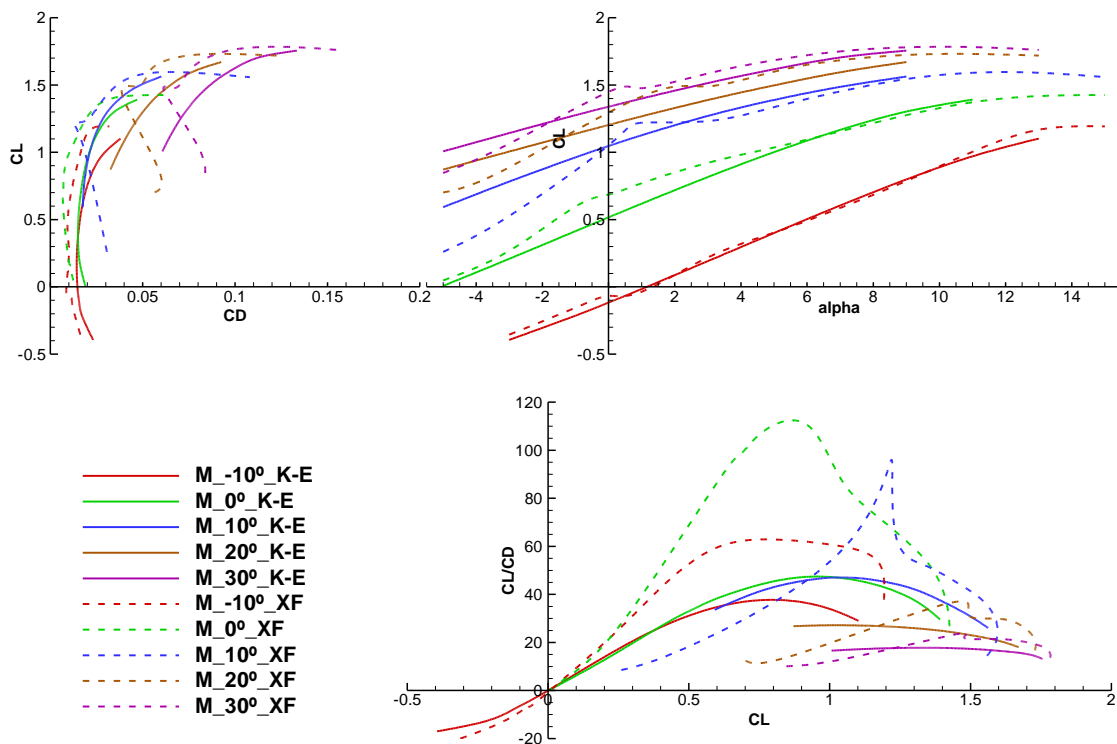 2
1.5
1
0.5
0
-0.5
CL
0.05
0.1
0.15
0.2
CD
2
1.5
1
0.5
0
-0.5
CL
-4
-2
2
4
6
8
10
12
14
alpha
120
100
80
60
40
20
0
-20
CL/CD
-0.5
0
0.5
1
1.5
2
CL
M_-10º_K-E
M_0º_K-E
M_10º_K-E
M_20º_K-E
M_30º_K-E
M_-10º_XF
M_0º_XF
M_10º_XF
M_20º_XF
M_30º_XF